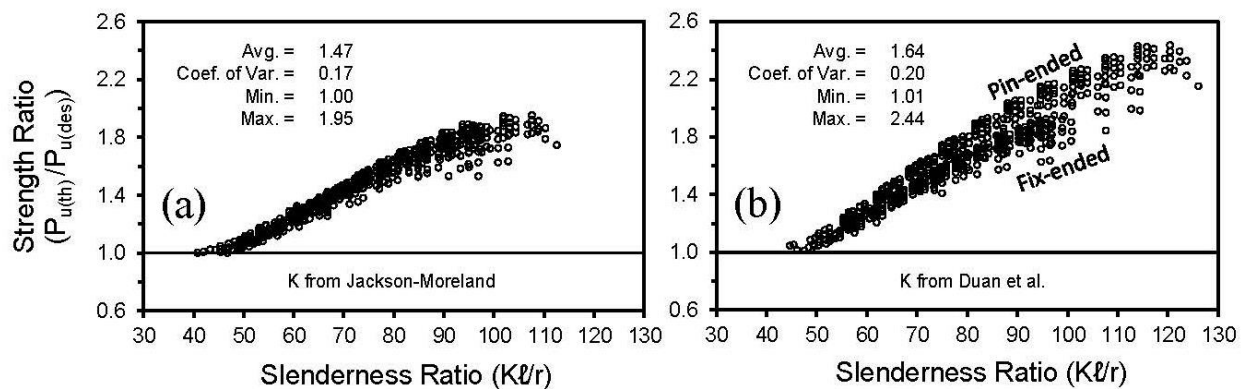 Strength Ratio
(Pu(th)/Pu(des))
2.6
2.2
1.8
1.4
1.0
0.6
Avg. = 1.47
Coef. of Var. = 0.17
Min. = 1.00
Max. = 1.95
(a)
K from Jackson-Moreland
30 40 50 60 70 80 90 100 110 120 130
Slenderness Ratio (Kℓ/r)
2.6
2.2
1.8
1.4
1.0
0.6
Avg. = 1.64
Coef. of Var. = 0.20
Min. = 1.01
Max. = 2.44
Pin-ended
Fix-ended
(b)
K from Duan et al.
30 40 50 60 70 80 90 100 110 120 130
Slenderness Ratio (Kℓ/r)